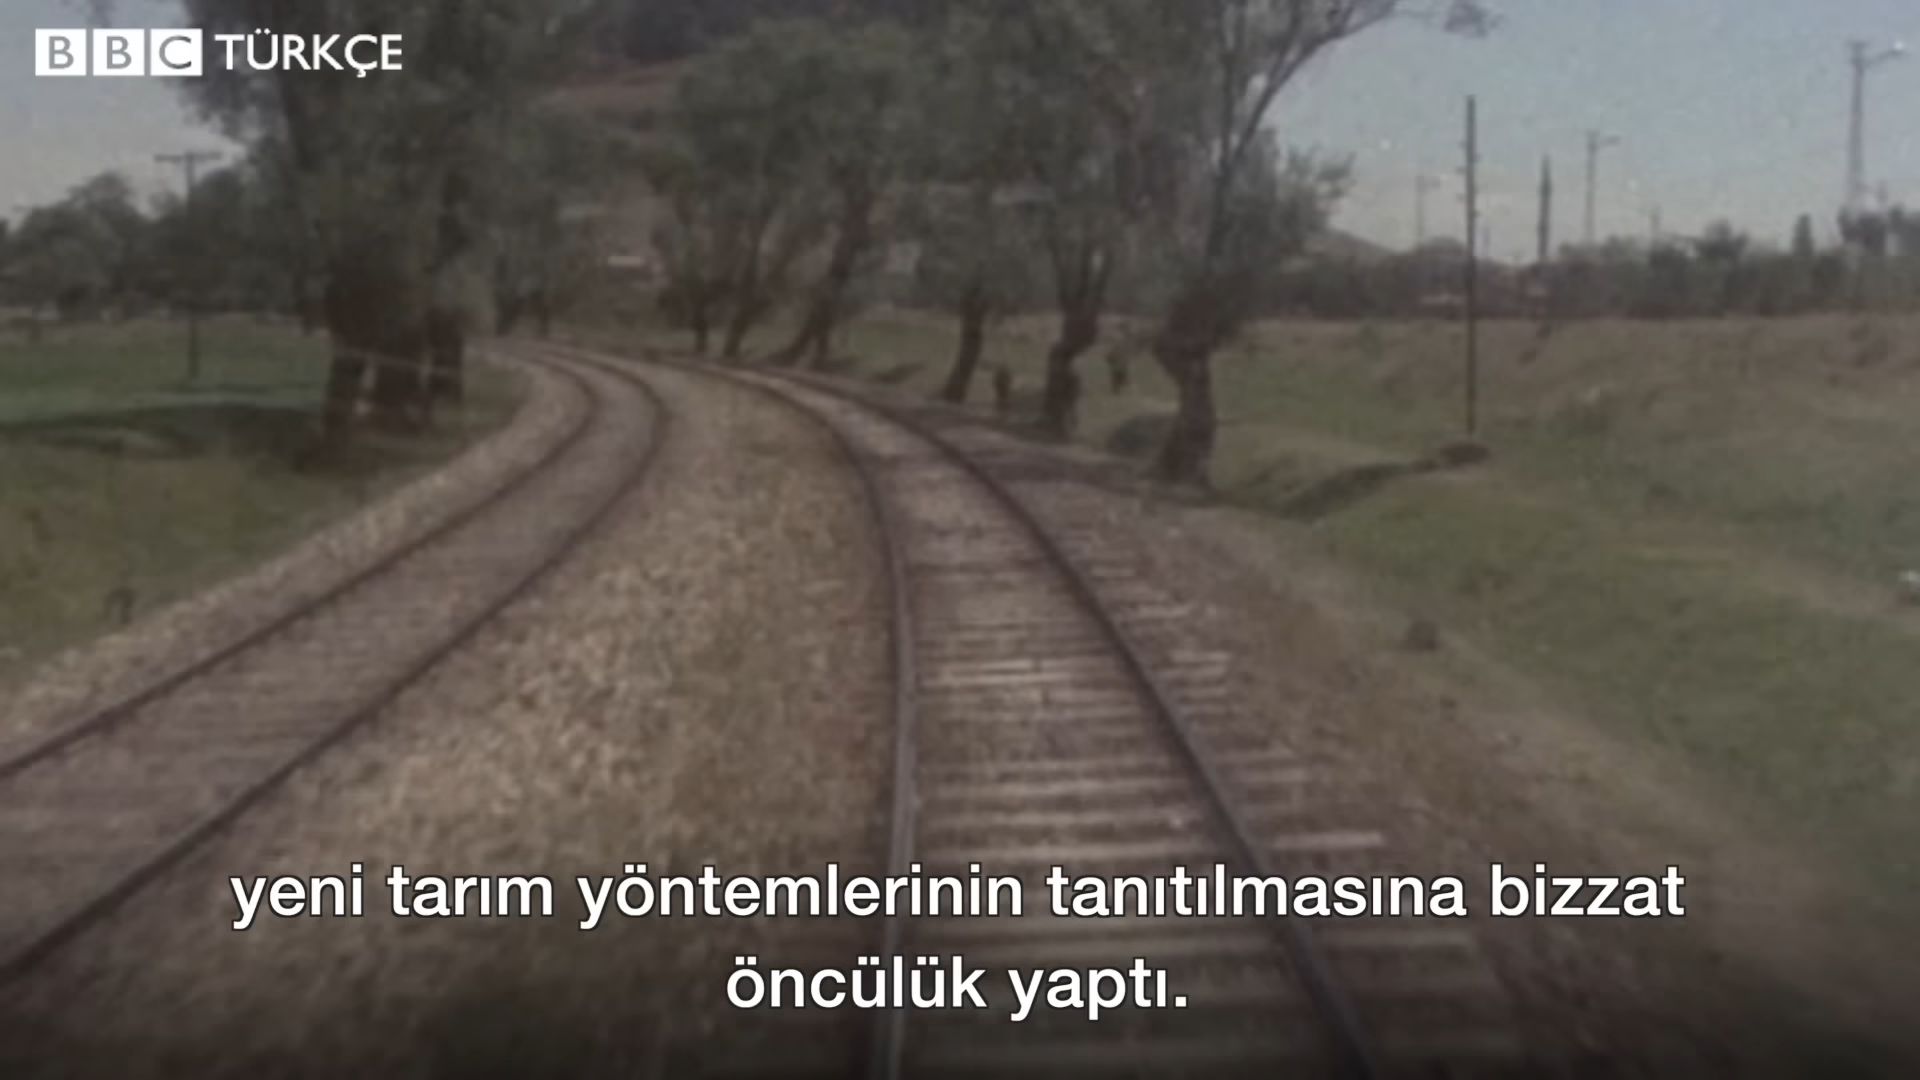 BBC TÜRKÇE
yeni tarım yöntemlerinin tanıtılmasına bizzat
öncülük yaptı.